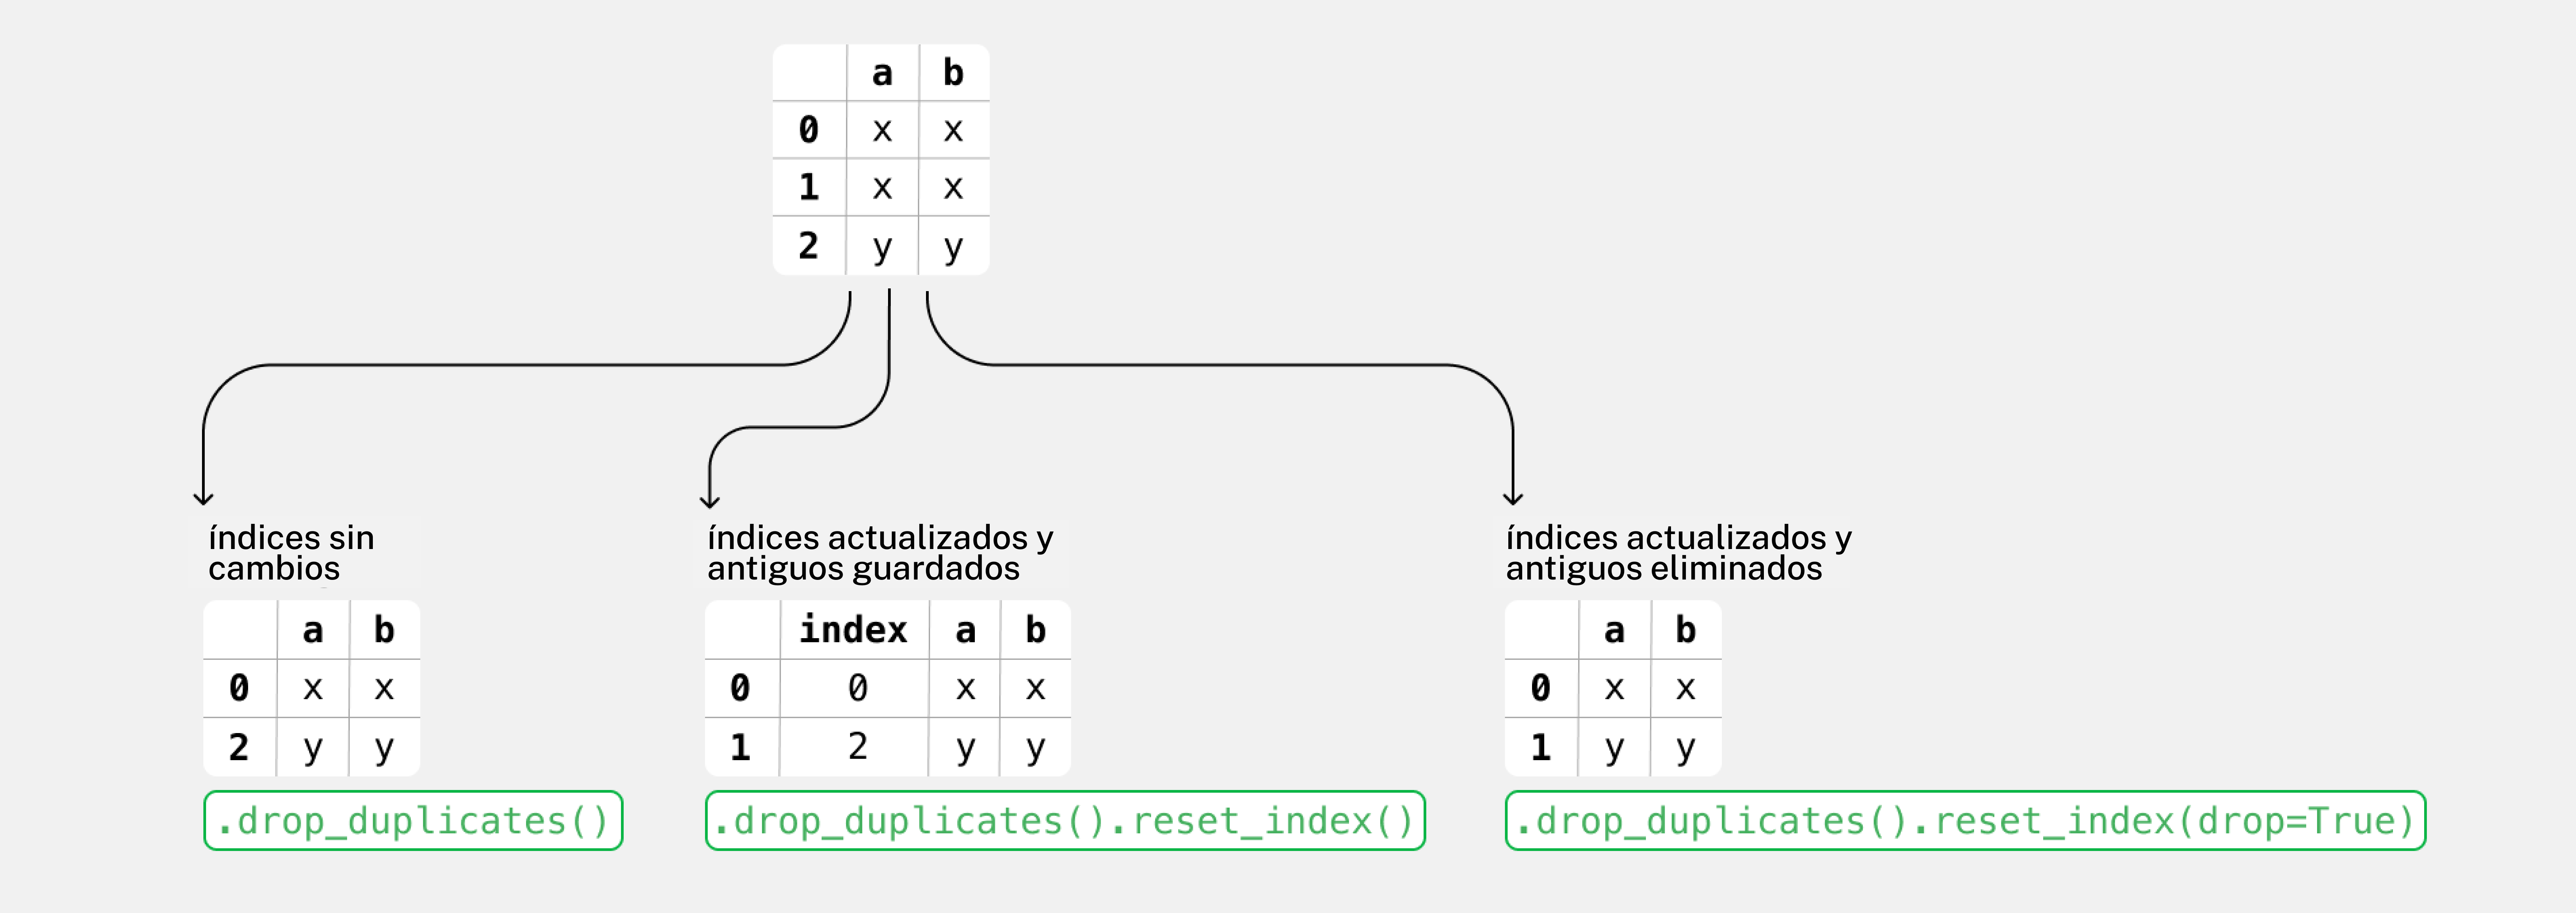 a b
0 x x
1 x x
2 y y
índices sin
cambios
a b
0 x x
2 y y
.drop_duplicates()
índices actualizados y
antiguos guardados
index a b
0 0 x x
1 2 y y
.drop_duplicates().reset_index()
índices actualizados y
antiguos eliminados
a b
0 x x
1 y y
.drop_duplicates().reset_index(drop=True)